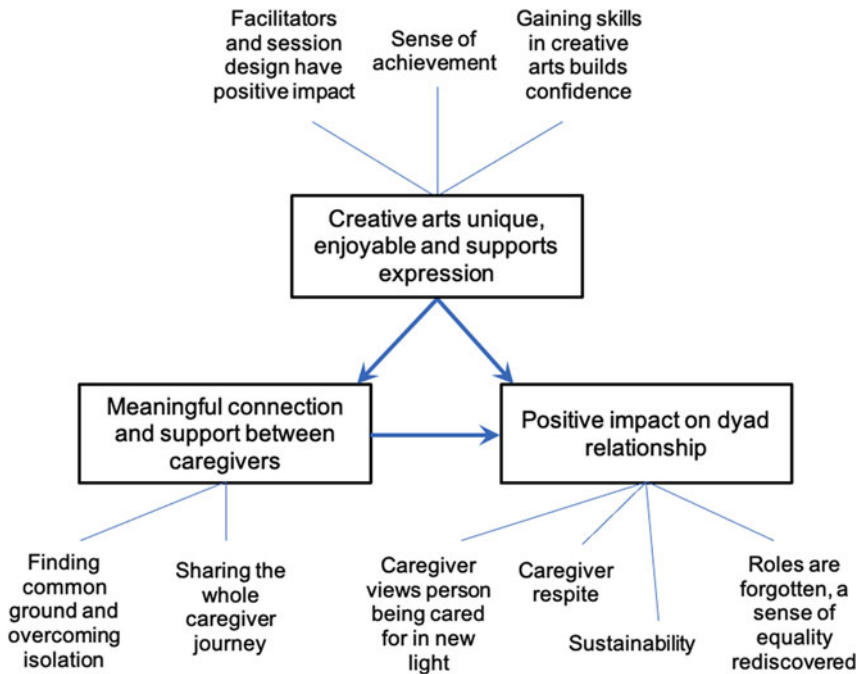 Facilitators
and session
design have
positive impact
Sense of
achievement
Gaining skills
in creative
arts builds
confidence
Creative arts unique,
enjoyable and supports
expression
Meaningful connection
and support between
caregivers
Positive impact on dyad
relationship
Finding
common
ground and
overcoming
isolation
Sharing the
whole
caregiver
journey
Caregiver
views person
being cared
for in new
light
Caregiver
respite
Sustainability
Roles are
forgotten, a
sense of
equality
rediscovered